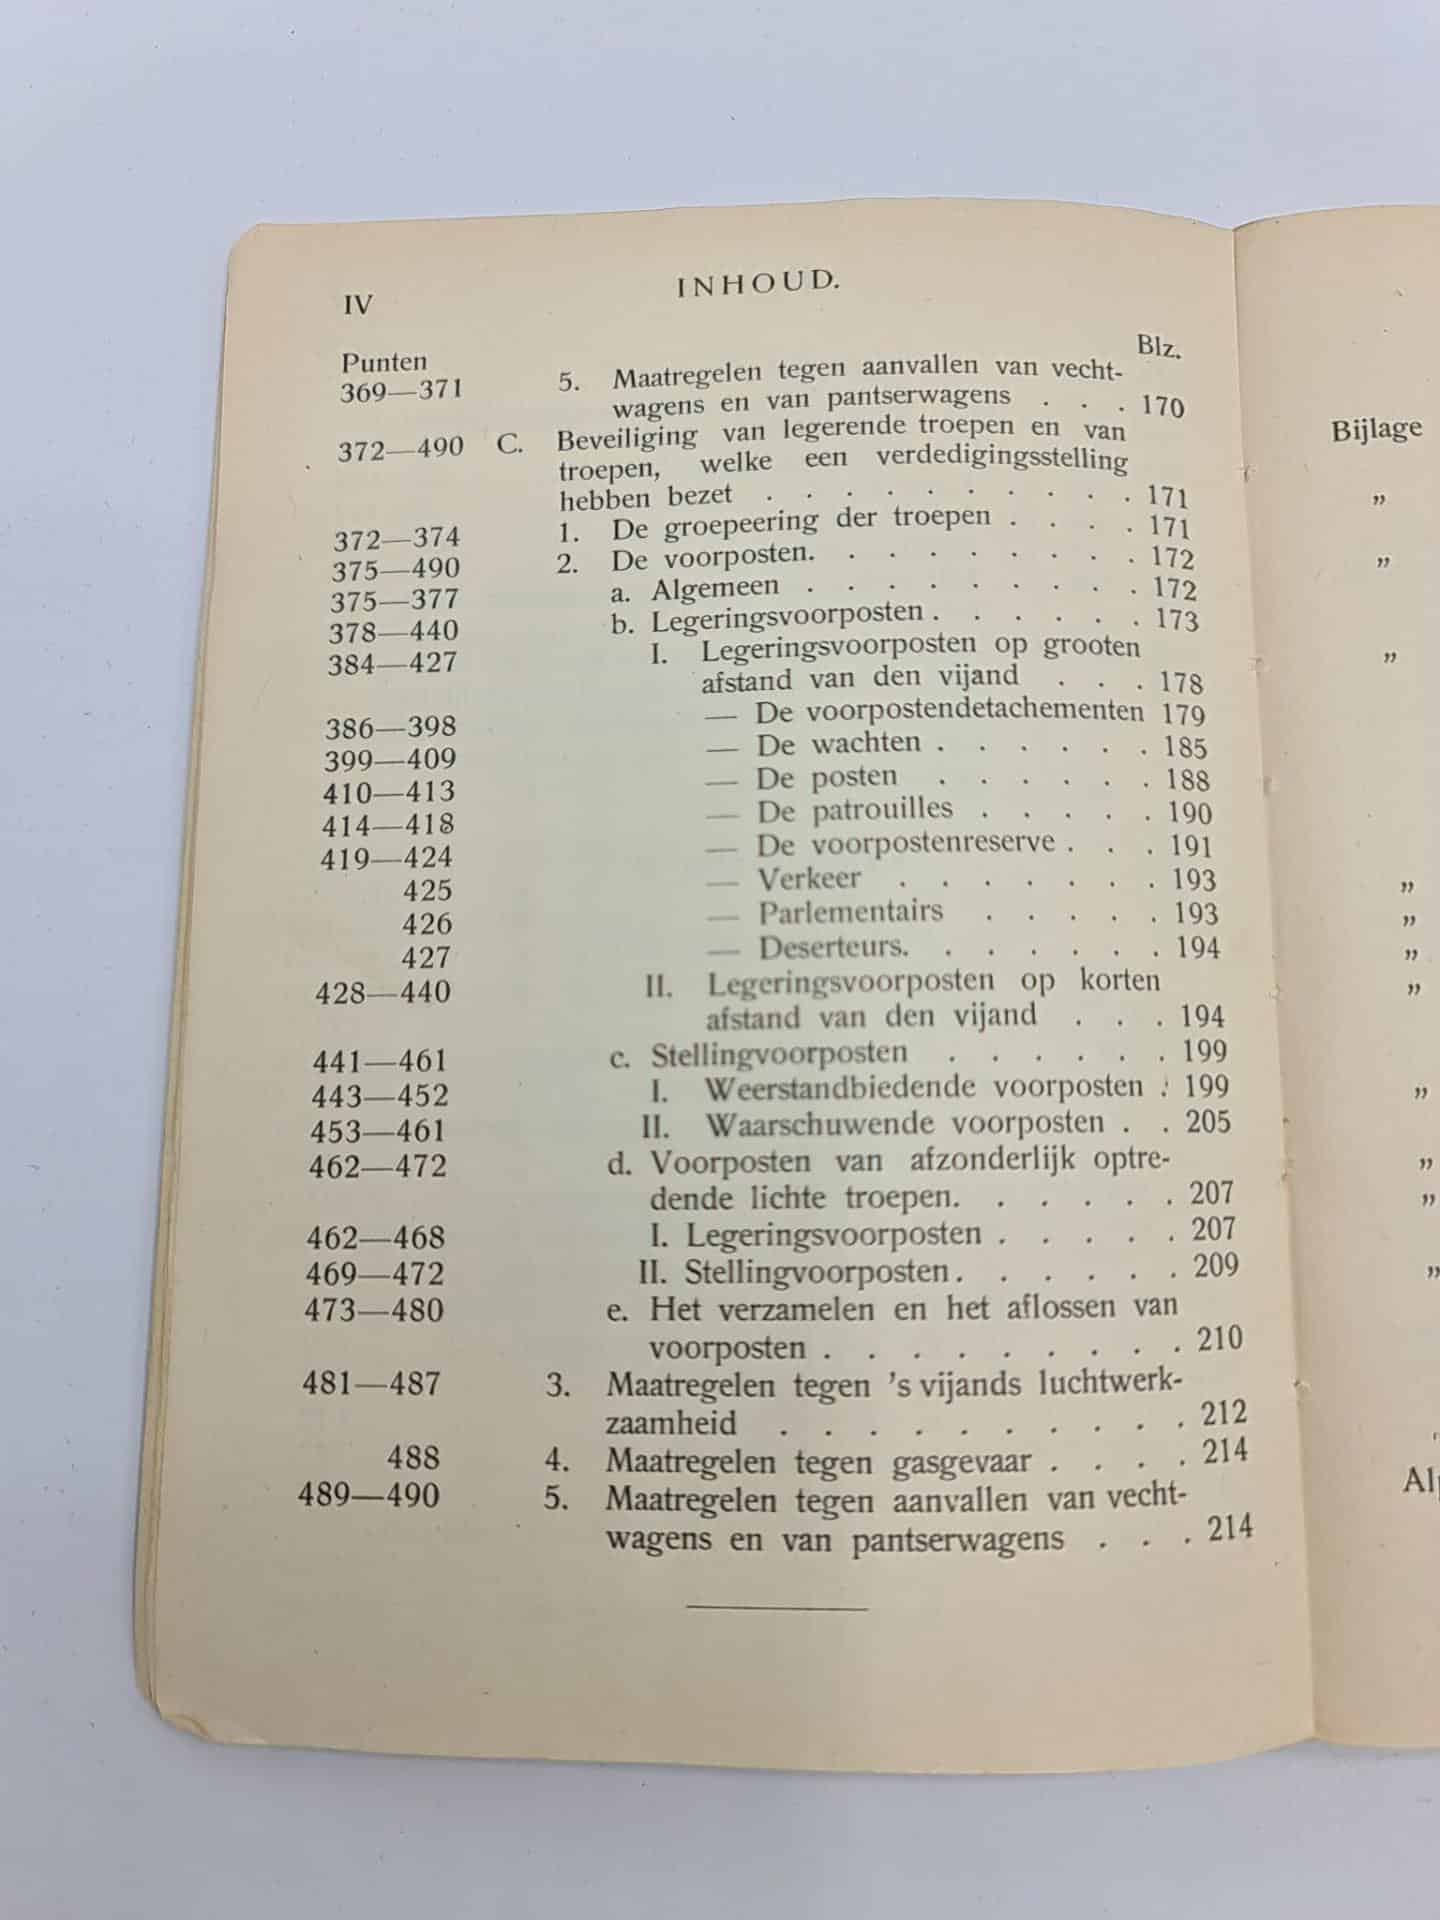 IV INHOUD.
Punten Blz.
369—371 5. Maatregelen tegen aanvallen van vecht-
wagens en van pantserwagens . . . 170
372—490 C. Beveiliging van legerende troepen en van
troepen, welke een verdedigingsstelling
hebben bezet . . . . . . . . . . 171
372—374 1. De groepeering der troepen . . . . 171
375—490 2. De voorposten. . . . . . . . . 172
375—377 a. Algemeen . . . . . . . . . 172
378—440 b. Legeringsvoorposten . . . . . . 173
384—427 I. Legeringsvoorposten op grooten
afstand van den vijand . . . 178
386—398 — De voorpostendetachementen 179
399—409 — De wachten . . . . . . 185
410—413 — De posten . . . . . . 188
414—418 — De patrouilles . . . . . 190
419—424 — De voorpostenreserve . . . 191
425 — Verkeer . . . . . . . 193
426 — Parlementairs . . . . . 193
427 — Deserteurs. . . . . . . 194
428—440 II. Legeringsvoorposten op korten
afstand van den vijand . . . 194
441—461 c. Stellingvoorposten . . . . . . 199
443—452 I. Weerstandbiedende voorposten . 199
453—461 II. Waarschuwende voorposten . . 205
462—472 d. Voorposten van afzonderlijk optre-
dende lichte troepen. . . . . . 207
462—468 I. Legeringsvoorposten . . . . . 207
469—472 II. Stellingvoorposten . . . . . . 209
473—480 e. Het verzamelen en het aflossen van
voorposten . . . . . . . . . 210
481—487 3. Maatregelen tegen 's vijands luchtwerk-
zaamheid . . . . . . . . . . 212
488 4. Maatregelen tegen gasgevaar . . . . 214
489—490 5. Maatregelen tegen aanvallen van vecht-
wagens en van pantserwagens . . . 214
Bijlage
„
„
„
„
„
„
„
„
„
„
„